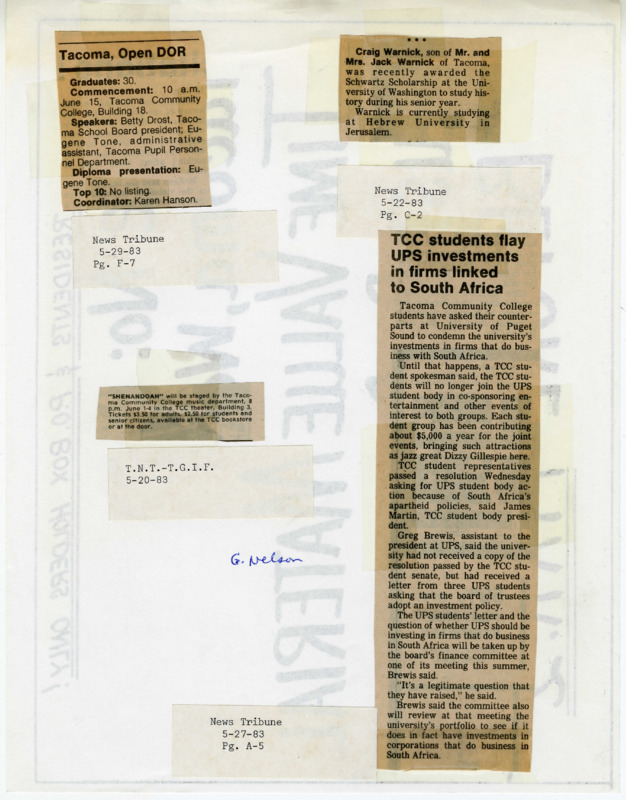 Tacoma, Open DOR
Graduates: 30.
Commencement: 10 a.m.
June 15, Tacoma Community
College, Building 18.
Speakers: Betty Drost, Taco-
ma School Board president; Eu-
gene Tone, administrative
assistant, Tacoma Pupil Person-
nel Department.
Diploma presentation: Eu-
gene Tone.
Top 10: No listing.
Coordinator: Karen Hanson.
News Tribune
5-29-83
Pg. F-7
"SHENANDOAH" will be staged by the Taco-
ma Community College music department, 8
p.m. June 1-4 in the TCC theater, Building 3.
Tickets $3.50 for adults, $2.50 for students and
senior citizens, available at the TCC bookstore
or at the door.
T.N.T.-T.G.I.F.
5-20-83
G. Nelson
Craig Warnick, son of Mr. and
Mrs. Jack Warnick of Tacoma,
was recently awarded the
Schwartz Scholarship at the Uni-
versity of Washington to study his-
tory during his senior year.
Warnick is currently studying
at Hebrew University in
Jerusalem.
News Tribune
5-22-83
Pg. C-2
TCC students flay
UPS investments
in firms linked
to South Africa
Tacoma Community College
students have asked their counter-
parts at University of Puget
Sound to condemn the university's
investments in firms that do bus-
iness with South Africa.
Until that happens, a TCC stu-
dent spokesman said, the TCC stu-
dents will no longer join the UPS
student body in co-sponsoring en-
tertainment and other events of
interest to both groups. Each stu-
dent group has been contributing
about $5,000 a year for the joint
events, bringing such attractions
as jazz great Dizzy Gillespie here.
TCC student representatives
passed a resolution Wednesday
asking for UPS student body ac-
tion because of South Africa's
apartheid policies, said James
Martin, TCC student body presi-
dent.
Greg Brewis, assistant to the
president at UPS, said the univer-
sity had not received a copy of the
resolution passed by the TCC stu-
dent senate, but had received a
letter from three UPS students
asking that the board of trustees
adopt an investment policy.
The UPS students' letter and the
question of whether UPS should be
investing in firms that do business
in South Africa will be taken up by
the board's finance committee at
one of its meeting this summer,
Brewis said.
"It's a legitimate question that
they have raised," he said.
Brewis said the committee also
will review at that meeting the
university's portfolio to see if it
does in fact have investments in
corporations that do business in
South Africa.
News Tribune
5-27-83
Pg. A-5
TIME VALUE MATERIAL
RESIDENTS & P.O. BOX HOLDERS ONLY!